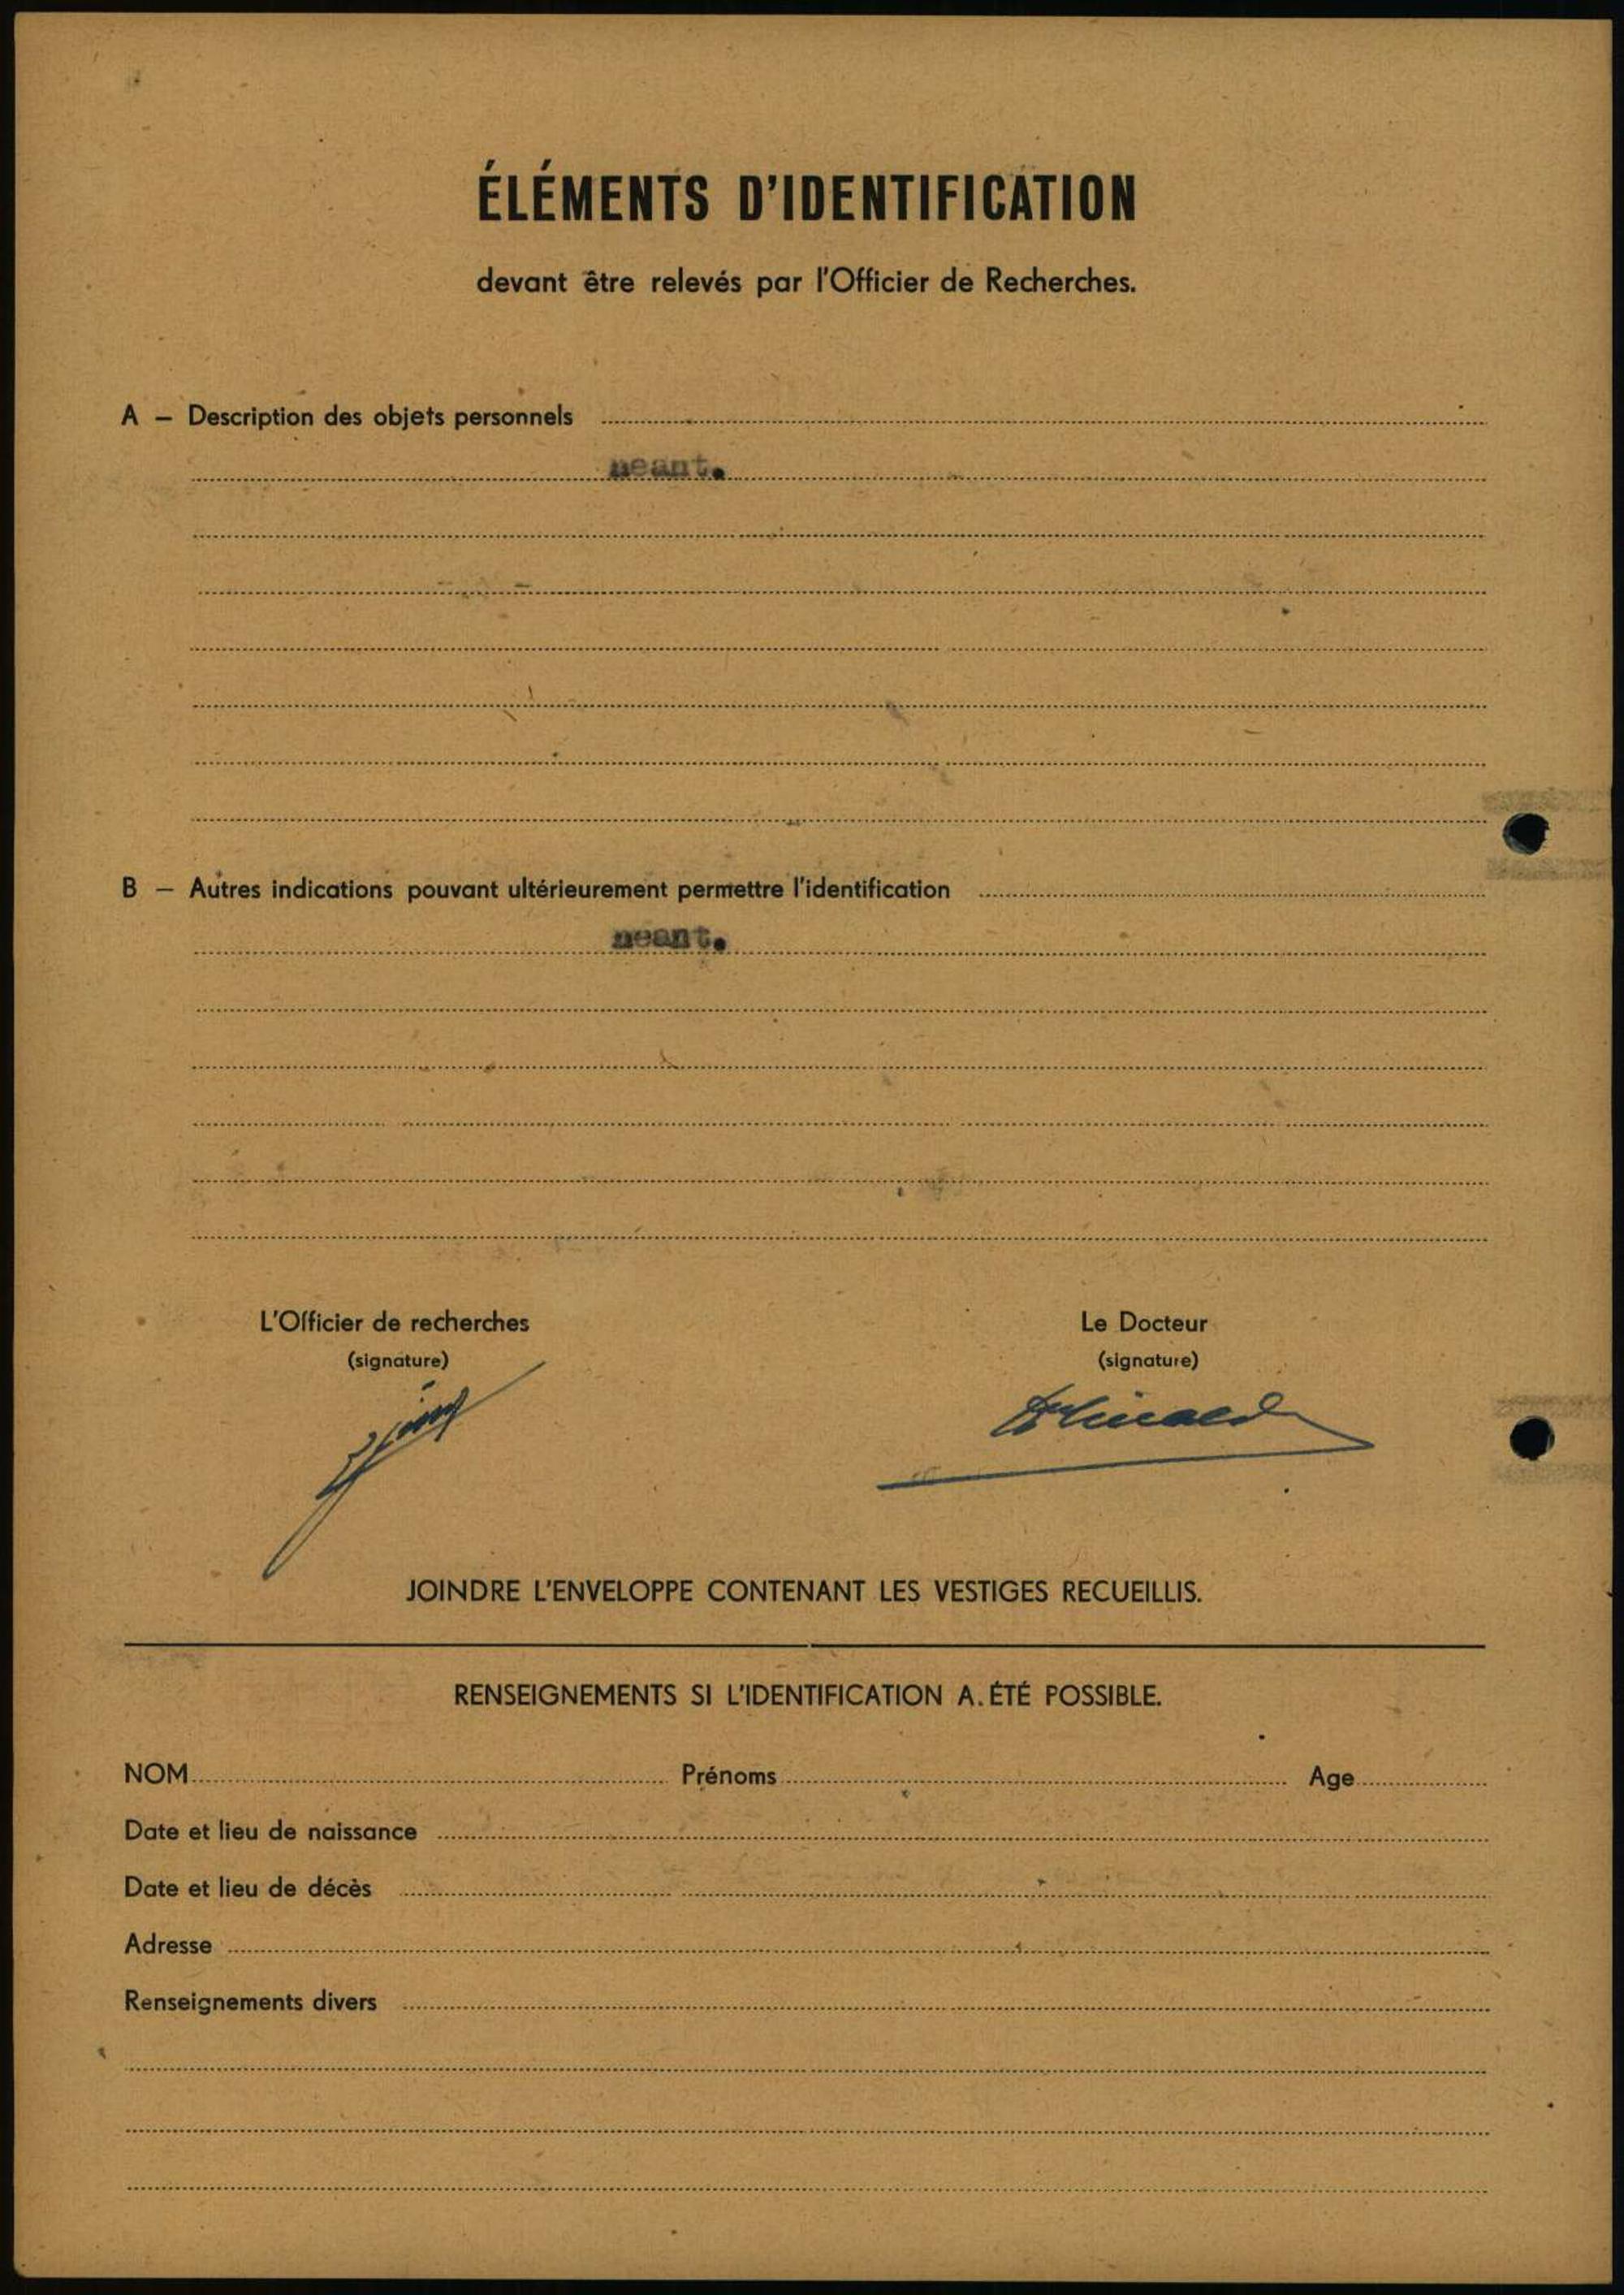 ÉLÉMENTS D'IDENTIFICATION
devant être relevés par l'Officier de Recherches.
A – Description des objets personnels
neant.
B – Autres indications pouvant ultérieurement permettre l'identification
neant.
L'Officier de recherches Le Docteur
(signature) (signature)
JOINDRE L'ENVELOPPE CONTENANT LES VESTIGES RECUEILLIS.
RENSEIGNEMENTS SI L'IDENTIFICATION A ÉTÉ POSSIBLE.
NOM Prénoms Age
Date et lieu de naissance
Date et lieu de décès
Adresse
Renseignements divers